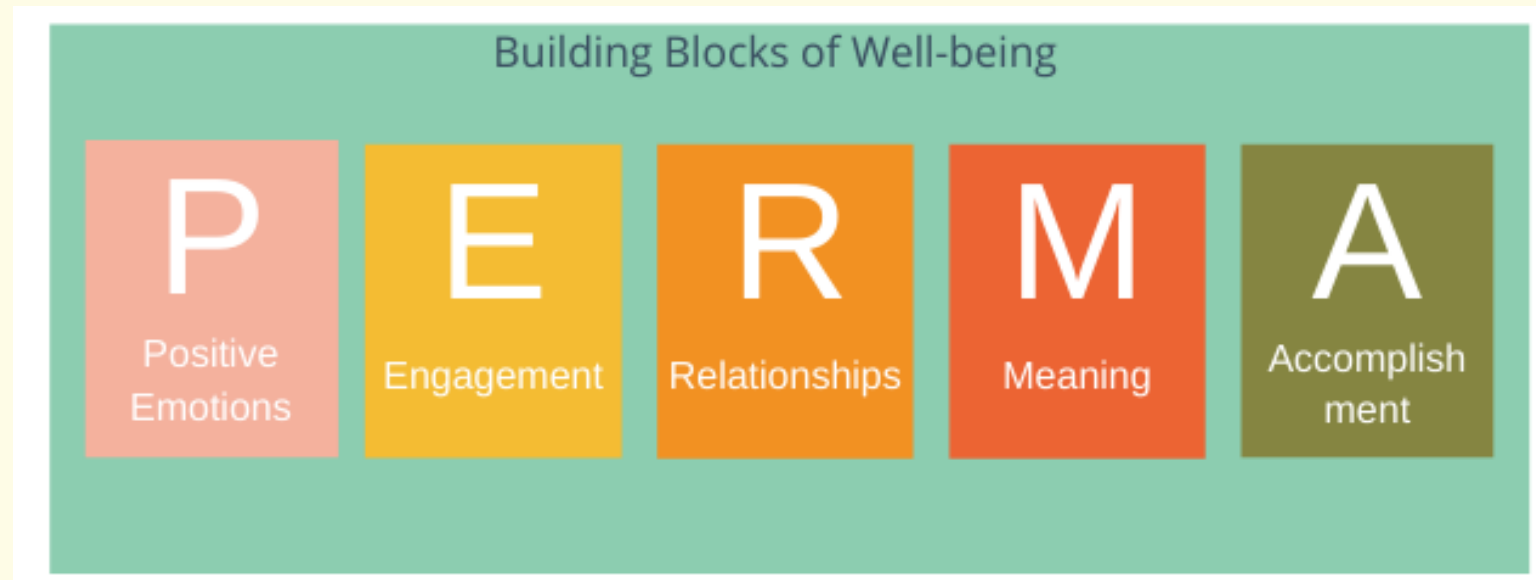 Building Blocks of Well-being
P
Positive
Emotions
E
Engagement
R
Relationships
M
Meaning
A
Accomplish
ment